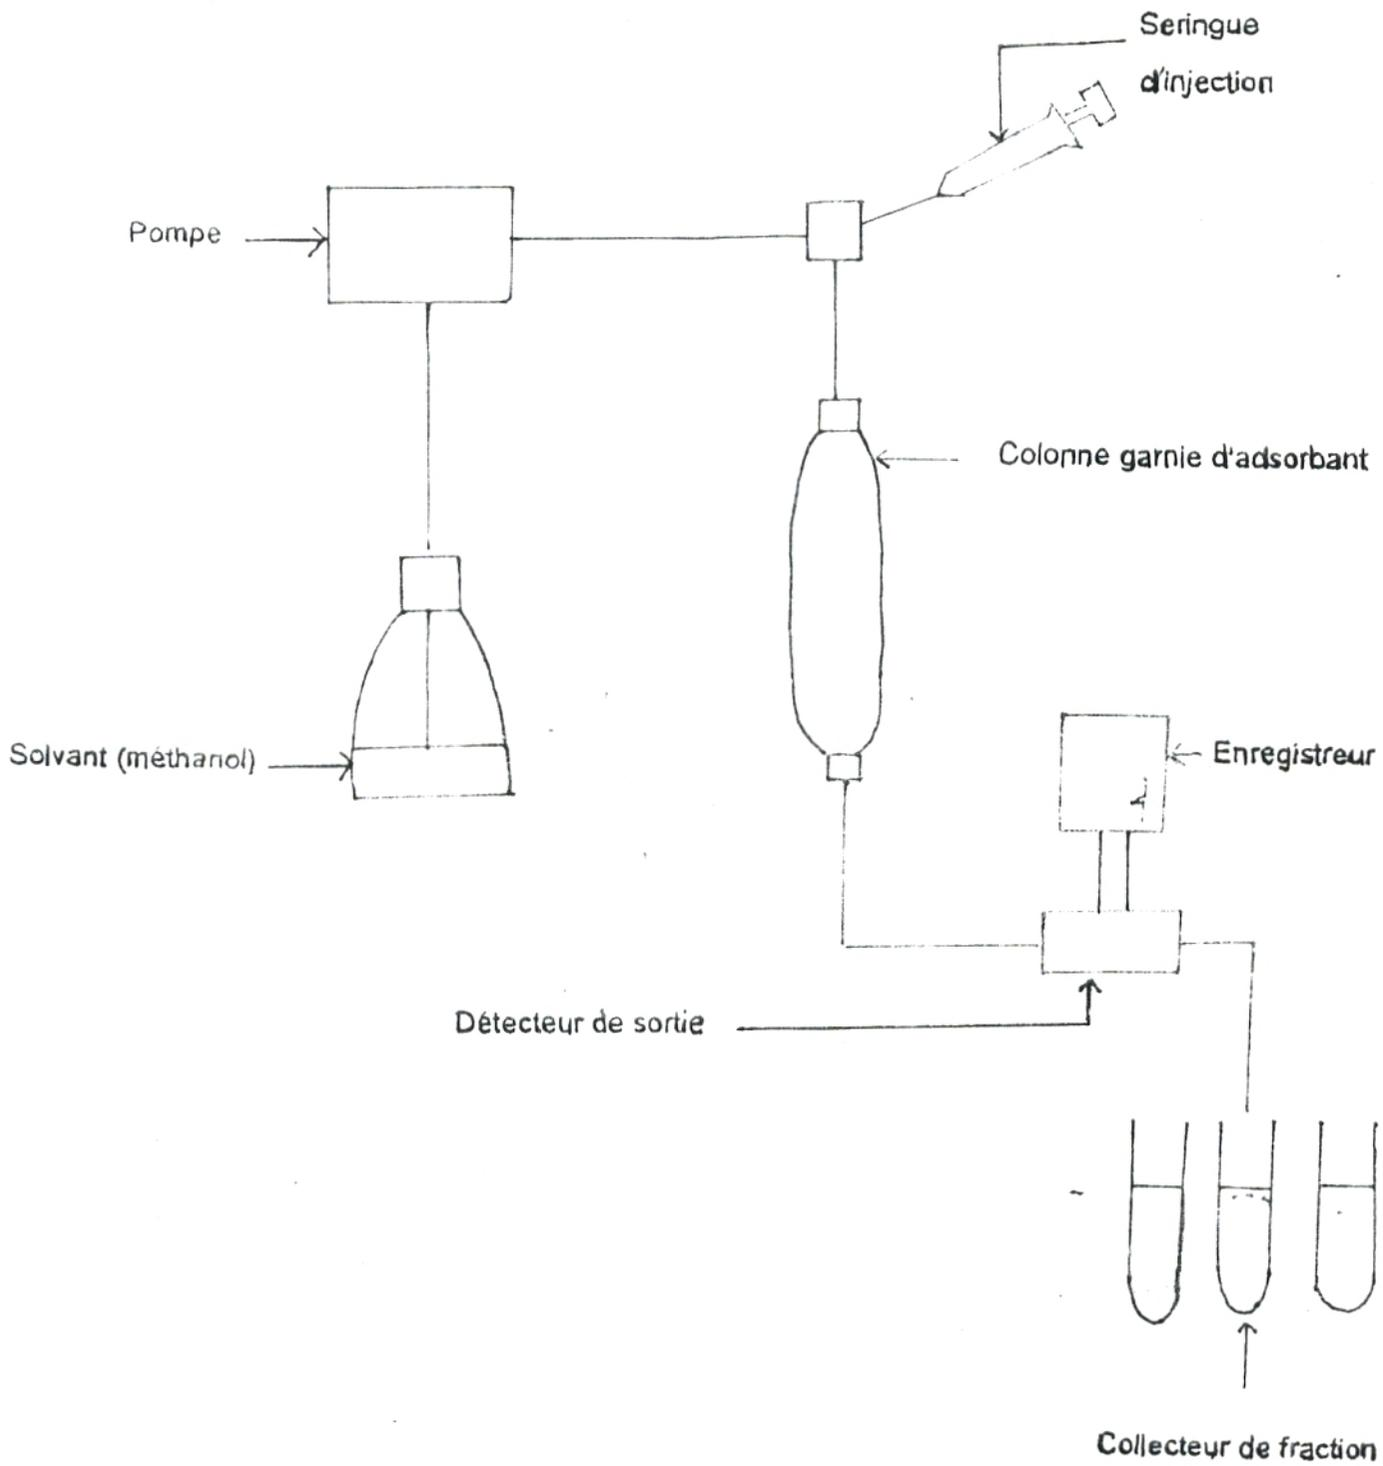 Seringue
d'injection
Pompe
Colonne garnie d'adsorbant
Solvant (méthanol)
Enregistreur
Détecteur de sortie
Collecteur de fraction